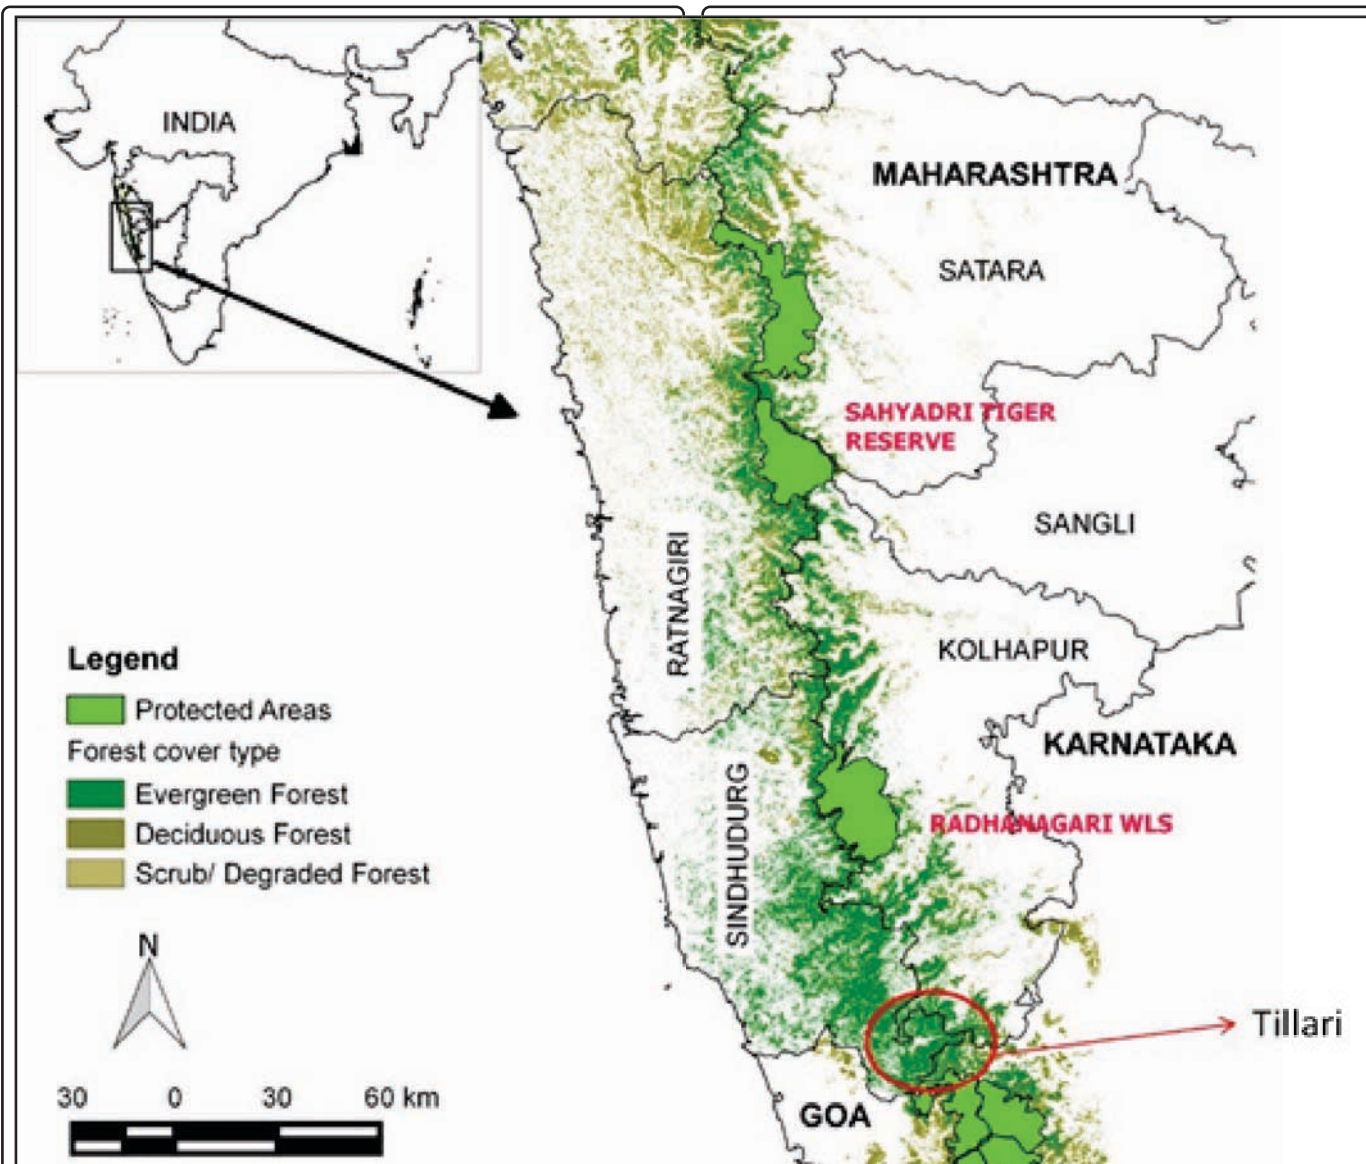 INDIA
MAHARASHTRA
SATARA
SAHYADRI TIGER
RESERVE
SANGLI
RATNAGIRI
KOLHAPUR
KARNATAKA
SINDHUDURG
RADHANAGARI WLS
Tillari
GOA
Legend
Protected Areas
Forest cover type
Evergreen Forest
Deciduous Forest
Scrub/ Degraded Forest
N
30 0 30 60 km